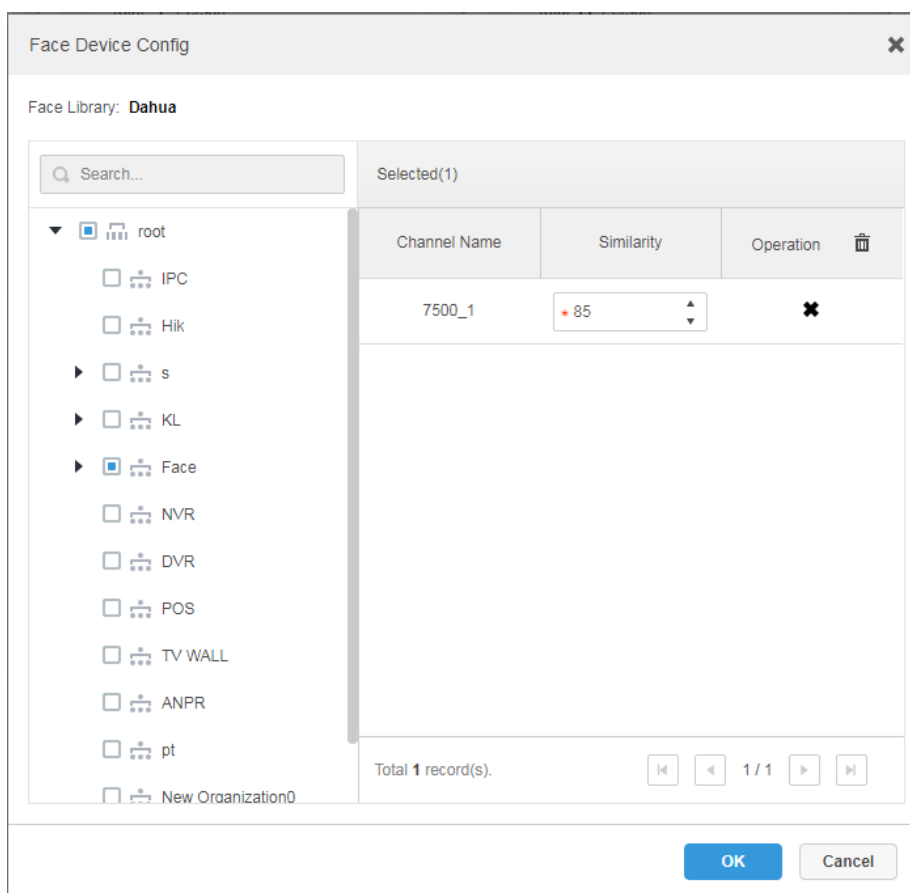 Face Device Config
Face Library: Dahua
Search...
root
IPC
Hik
s
KL
Face
NVR
DVR
POS
TV WALL
ANPR
pt
New Organization0
Selected(1)
Channel Name Similarity Operation
7500_1 * 85
Total 1 record(s). 1 / 1
OK Cancel